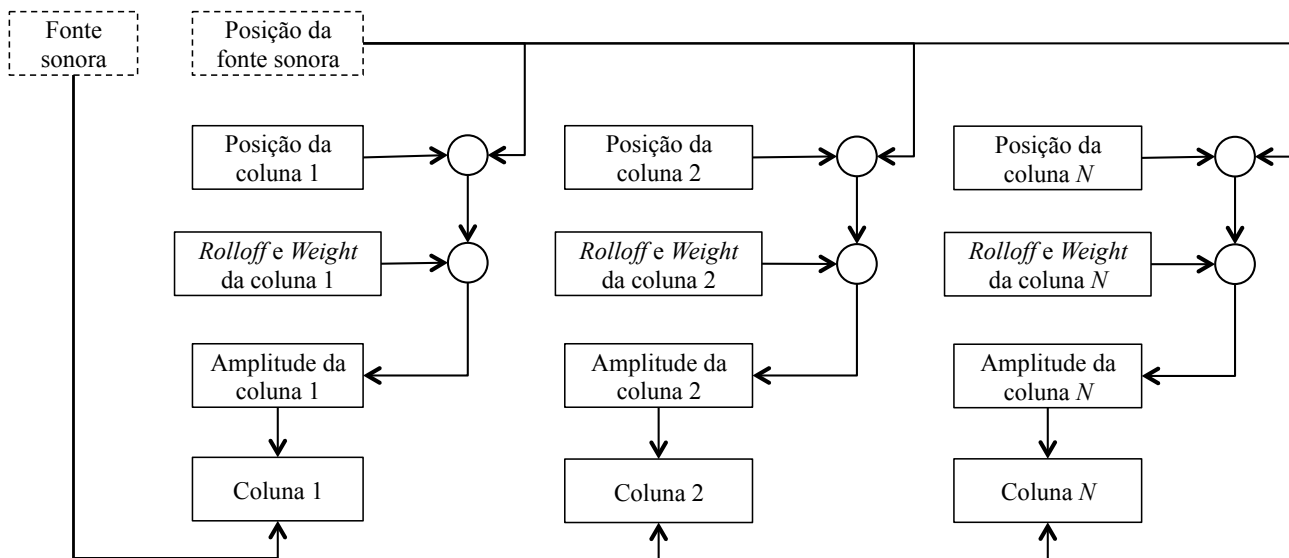 Fonte
sonora
Posição da
fonte sonora
Posição da
coluna 1
Posição da
coluna 2
Posição da
coluna N
Rolloff e Weight
da coluna 1
Rolloff e Weight
da coluna 2
Rolloff e Weight
da coluna N
Amplitude da
coluna 1
Amplitude da
coluna 2
Amplitude da
coluna N
Coluna 1
Coluna 2
Coluna N